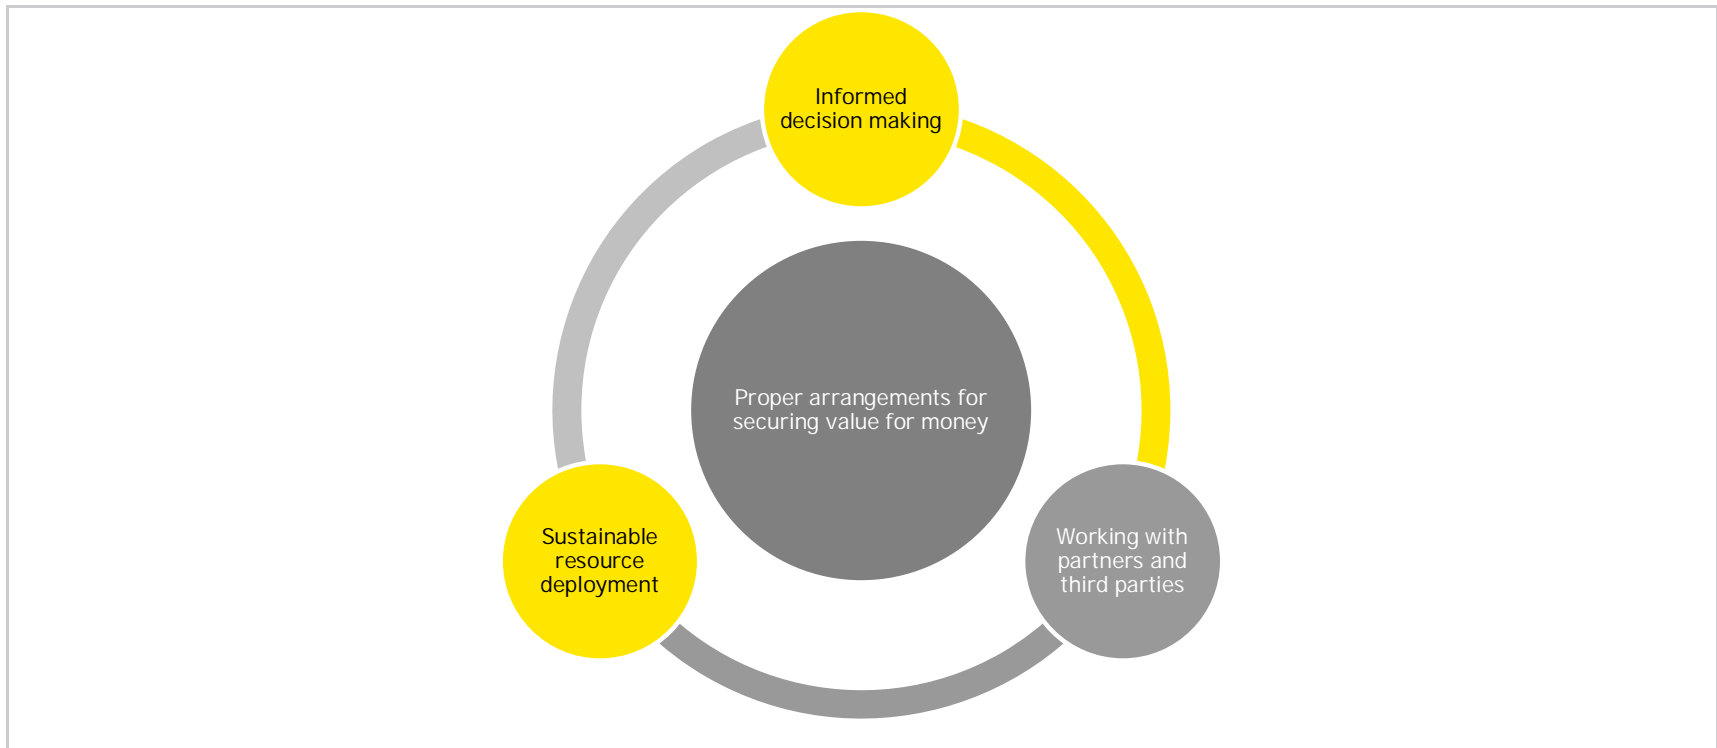 Informed
decision making
Proper arrangements for
securing value for money
Sustainable
resource
deployment
Working with
partners and
third parties